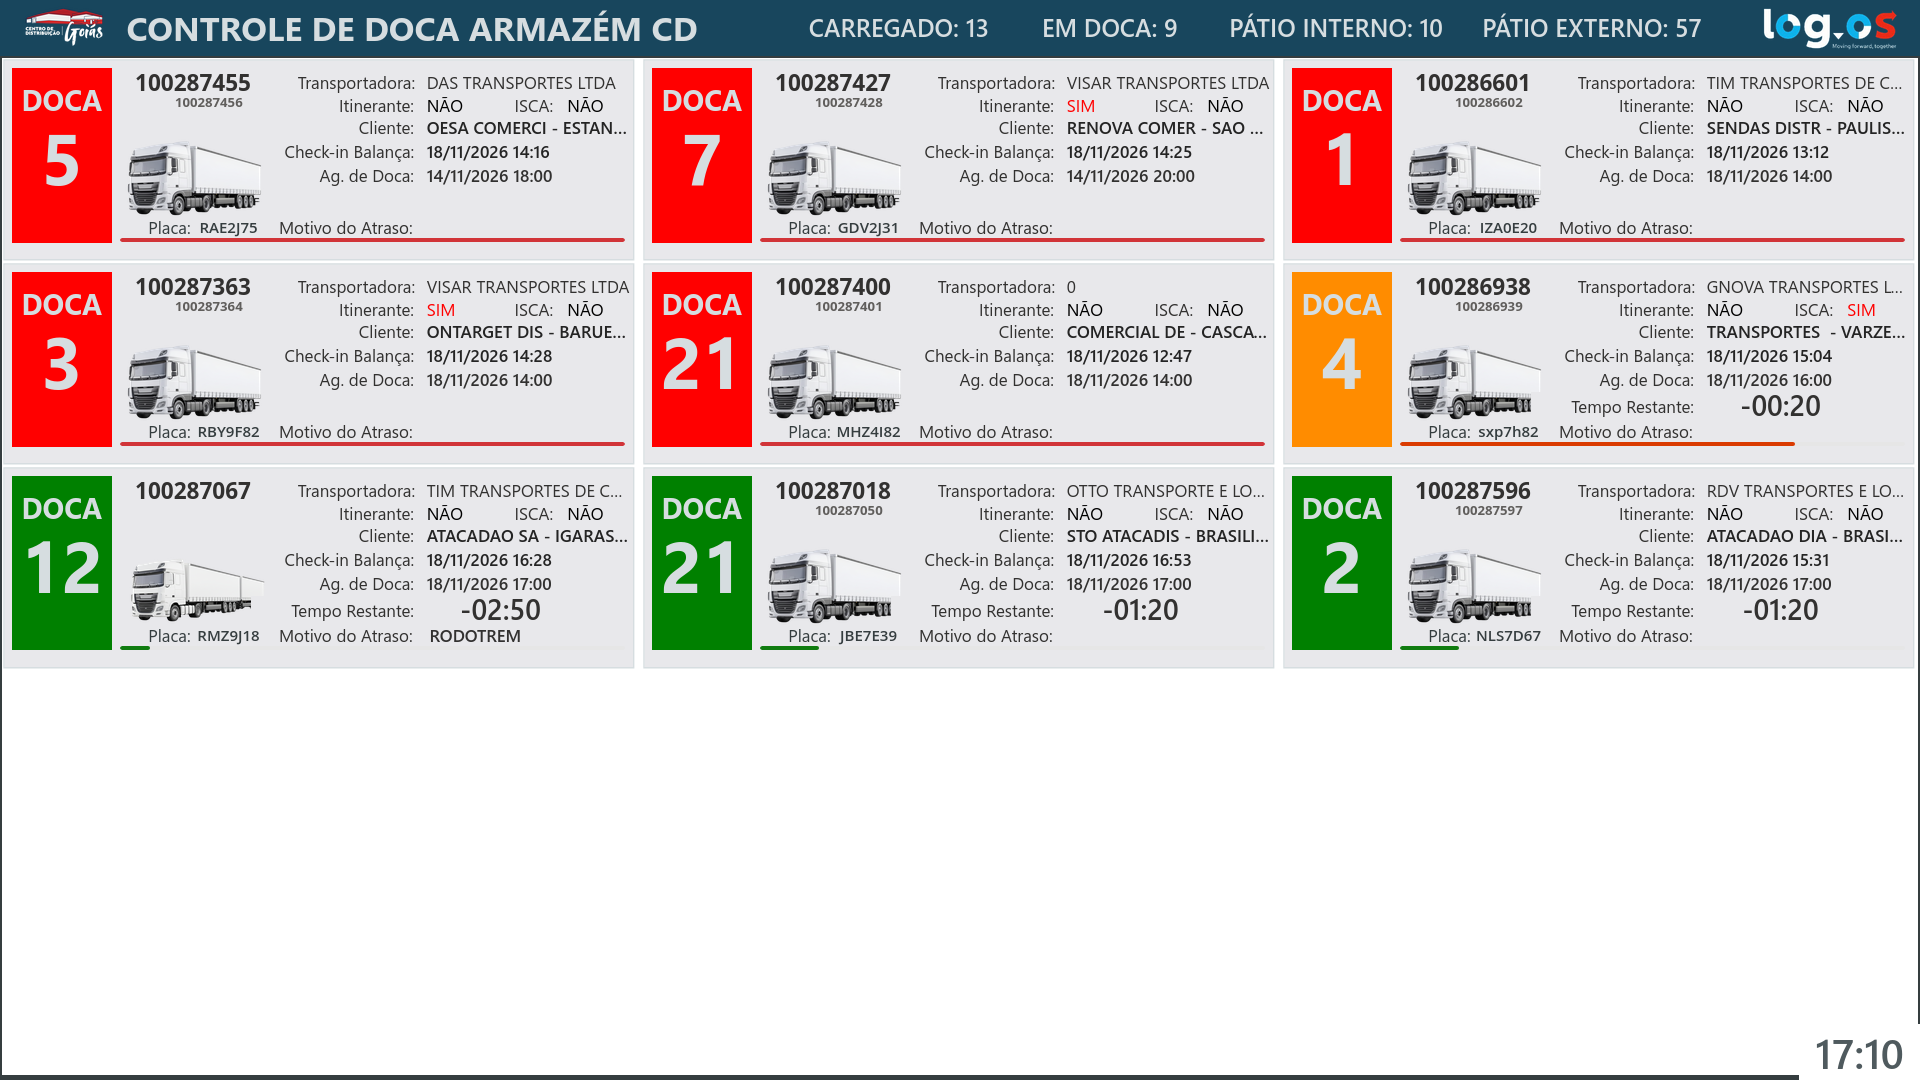 CENTRO DE DISTRIBUIÇÃO Goiás
CONTROLE DE DOCA ARMAZÉM CD
CARREGADO: 13
EM DOCA: 9
PÁTIO INTERNO: 10
PÁTIO EXTERNO: 57
log.os
Moving forward, together
DOCA
5
100287455
100287456
Transportadora: DAS TRANSPORTES LTDA
Itinerante: NÃO ISCA: NÃO
Cliente: OESA COMERCI - ESTAN...
Check-in Balança: 18/11/2026 14:16
Ag. de Doca: 14/11/2026 18:00
Placa: RAE2J75 Motivo do Atraso:
DOCA
7
100287427
100287428
Transportadora: VISAR TRANSPORTES LTDA
Itinerante: SIM ISCA: NÃO
Cliente: RENOVA COMER - SAO ...
Check-in Balança: 18/11/2026 14:25
Ag. de Doca: 14/11/2026 20:00
Placa: GDV2J31 Motivo do Atraso:
DOCA
1
100286601
100286602
Transportadora: TIM TRANSPORTES DE C...
Itinerante: NÃO ISCA: NÃO
Cliente: SENDAS DISTR - PAULIS...
Check-in Balança: 18/11/2026 13:12
Ag. de Doca: 18/11/2026 14:00
Placa: IZA0E20 Motivo do Atraso:
DOCA
3
100287363
100287364
Transportadora: VISAR TRANSPORTES LTDA
Itinerante: SIM ISCA: NÃO
Cliente: ONTARGET DIS - BARUE...
Check-in Balança: 18/11/2026 14:28
Ag. de Doca: 18/11/2026 14:00
Placa: RBY9F82 Motivo do Atraso:
DOCA
21
100287400
100287401
Transportadora: 0
Itinerante: NÃO ISCA: NÃO
Cliente: COMERCIAL DE - CASCA...
Check-in Balança: 18/11/2026 12:47
Ag. de Doca: 18/11/2026 14:00
Placa: MHZ4I82 Motivo do Atraso:
DOCA
4
100286938
100286939
Transportadora: GNOVA TRANSPORTES L...
Itinerante: NÃO ISCA: SIM
Cliente: TRANSPORTES - VARZE...
Check-in Balança: 18/11/2026 15:04
Ag. de Doca: 18/11/2026 16:00
Tempo Restante: -00:20
Placa: sxp7h82 Motivo do Atraso:
DOCA
12
100287067
Transportadora: TIM TRANSPORTES DE C...
Itinerante: NÃO ISCA: NÃO
Cliente: ATACADAO SA - IGARAS...
Check-in Balança: 18/11/2026 16:28
Ag. de Doca: 18/11/2026 17:00
Tempo Restante: -02:50
Placa: RMZ9J18 Motivo do Atraso: RODOTREM
DOCA
21
100287018
100287050
Transportadora: OTTO TRANSPORTE E LO...
Itinerante: NÃO ISCA: NÃO
Cliente: STO ATACADIS - BRASILI...
Check-in Balança: 18/11/2026 16:53
Ag. de Doca: 18/11/2026 17:00
Tempo Restante: -01:20
Placa: JBE7E39 Motivo do Atraso:
DOCA
2
100287596
100287597
Transportadora: RDV TRANSPORTES E LO...
Itinerante: NÃO ISCA: NÃO
Cliente: ATACADAO DIA - BRASI...
Check-in Balança: 18/11/2026 15:31
Ag. de Doca: 18/11/2026 17:00
Tempo Restante: -01:20
Placa: NLS7D67 Motivo do Atraso:
17:10